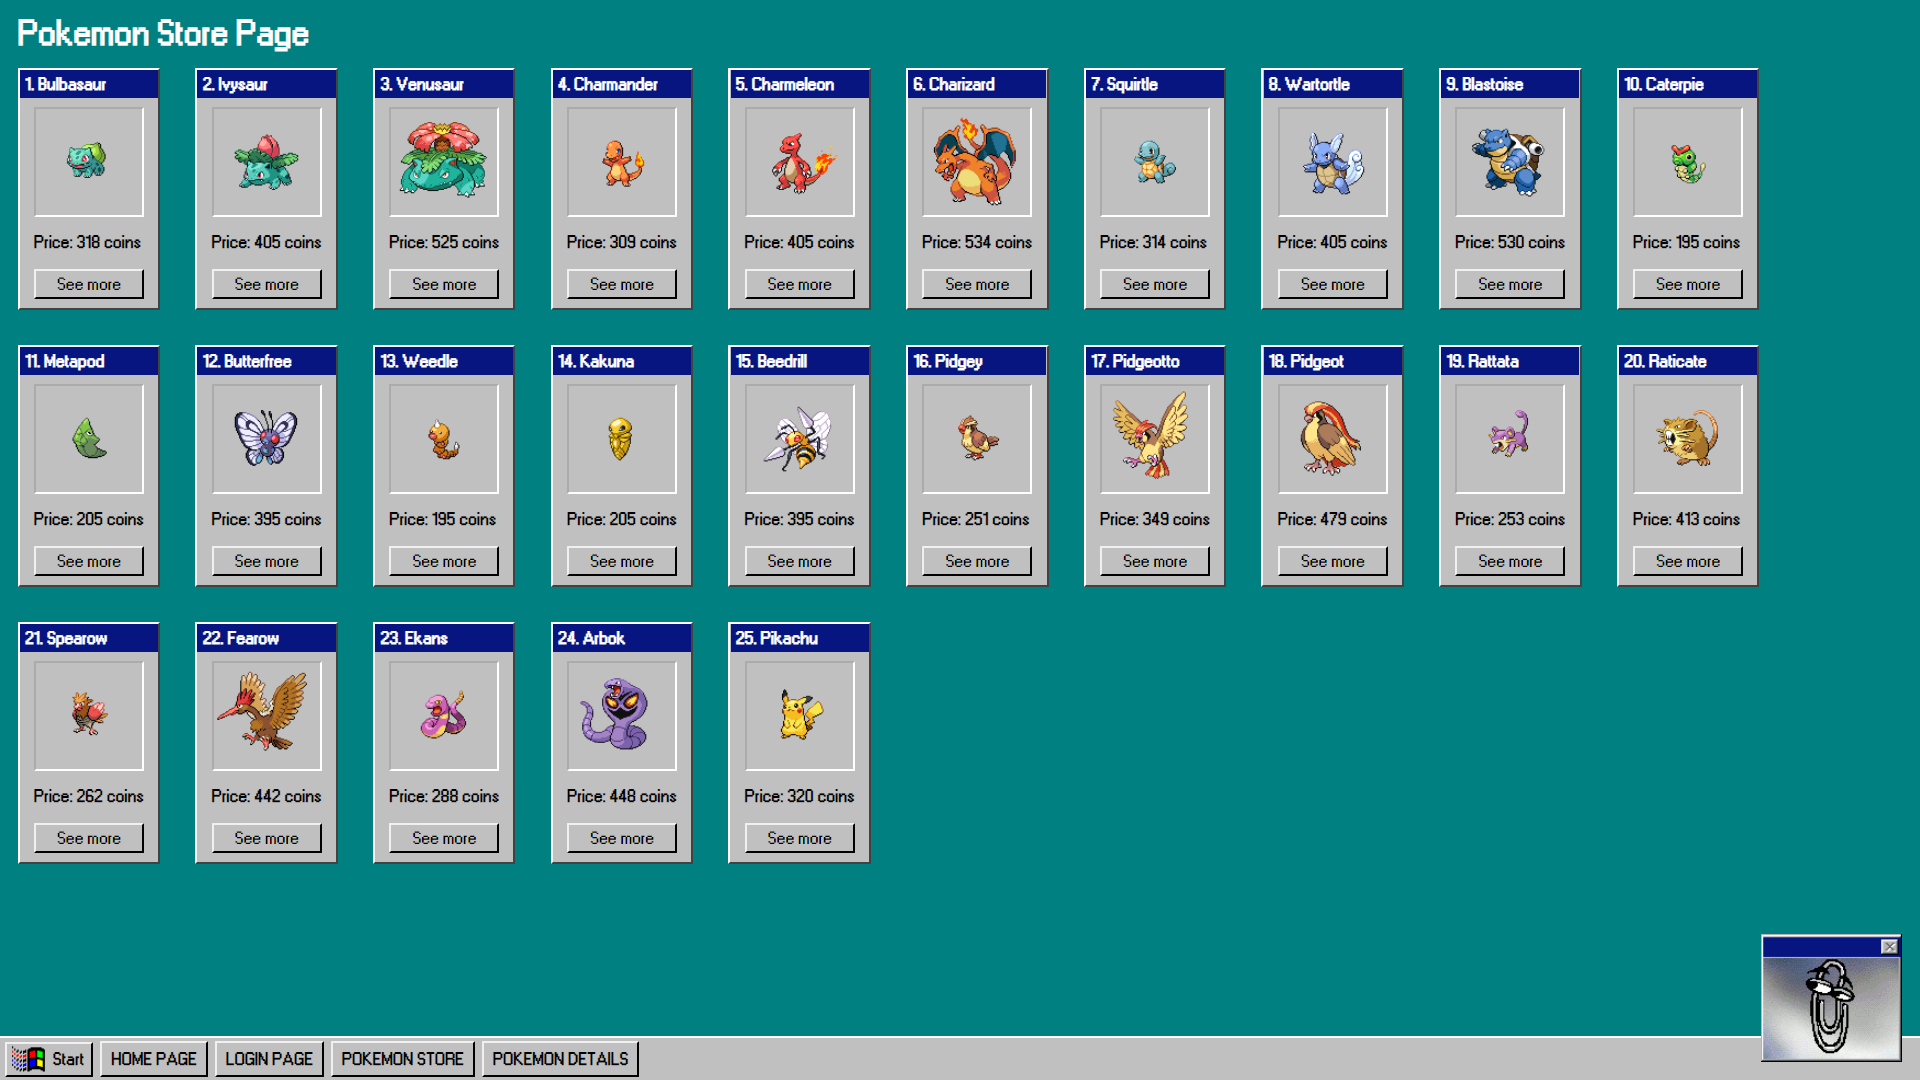 Pokemon Store Page
1. Bulbasaur
2. Ivysaur
3. Venusaur
4. Charmander
5. Charmeleon
6. Charizard
7. Squirtle
8. Wartortle
9. Blastoise
10. Caterpie
Price: 318 coins
Price: 405 coins
Price: 525 coins
Price: 309 coins
Price: 405 coins
Price: 534 coins
Price: 314 coins
Price: 405 coins
Price: 530 coins
Price: 195 coins
See more
See more
See more
See more
See more
See more
See more
See more
See more
See more
11. Metapod
12. Butterfree
13. Weedle
14. Kakuna
15. Beedrill
16. Pidgey
17. Pidgeotto
18. Pidgeot
19. Rattata
20. Raticate
Price: 205 coins
Price: 395 coins
Price: 195 coins
Price: 205 coins
Price: 395 coins
Price: 251 coins
Price: 349 coins
Price: 479 coins
Price: 253 coins
Price: 413 coins
See more
See more
See more
See more
See more
See more
See more
See more
See more
See more
21. Spearow
22. Fearow
23. Ekans
24. Arbok
25. Pikachu
Price: 262 coins
Price: 442 coins
Price: 288 coins
Price: 448 coins
Price: 320 coins
See more
See more
See more
See more
See more
Start
HOME PAGE
LOGIN PAGE
POKEMON STORE
POKEMON DETAILS